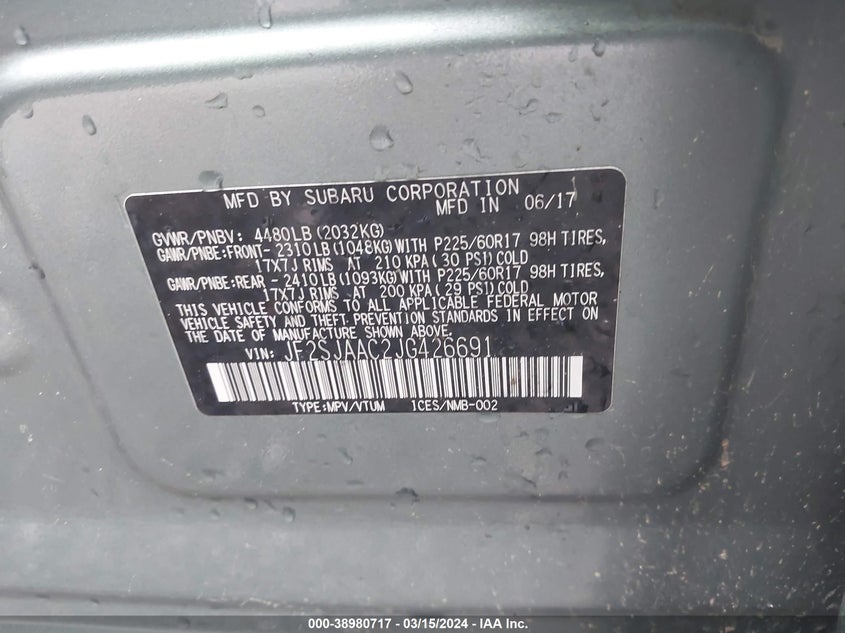 MFD BY SUBARU CORPORATION
MFD IN 06/17
GVWR/PNBV: 4480LB (2032KG)
GAWR/PNBE:FRONT- 2310LB (1048KG) WITH P225/60R17 98H TIRES,
17X7J RIMS AT 210 KPA (30 PSI) COLD
GAWR/PNBE:REAR - 2410LB (1093KG) WITH P225/60R17 98H TIRES,
17X7J RIMS AT 200 KPA (29 PSI) COLD
THIS VEHICLE CONFORMS TO ALL APPLICABLE FEDERAL MOTOR
VEHICLE SAFETY AND THEFT PREVENTION STANDARDS IN EFFECT ON
THE DATE OF MANUFACTURE SHOWN ABOVE.
VIN: JF2SJAAC2JG426691
TYPE:MPV/VTUM ICES/NMB-002
000-38980717 - 03/15/2024 - IAA Inc.